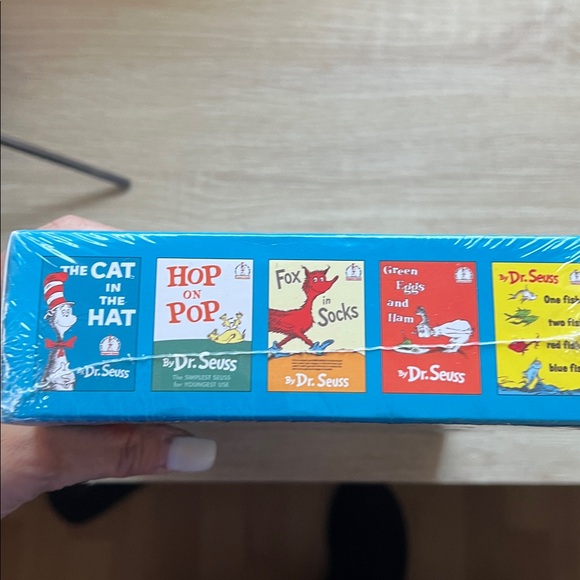 THE CAT
IN
THE
HAT
By Dr. Seuss
HOP
ON
POP
By Dr. Seuss
The SIMPLEST SEUSS
for YOUNGEST USE
Fox
in
Socks
By Dr. Seuss
Green
Eggs
and
Ham
By Dr. Seuss
By Dr. Seuss
One fish
two fish
red fish
blue fis